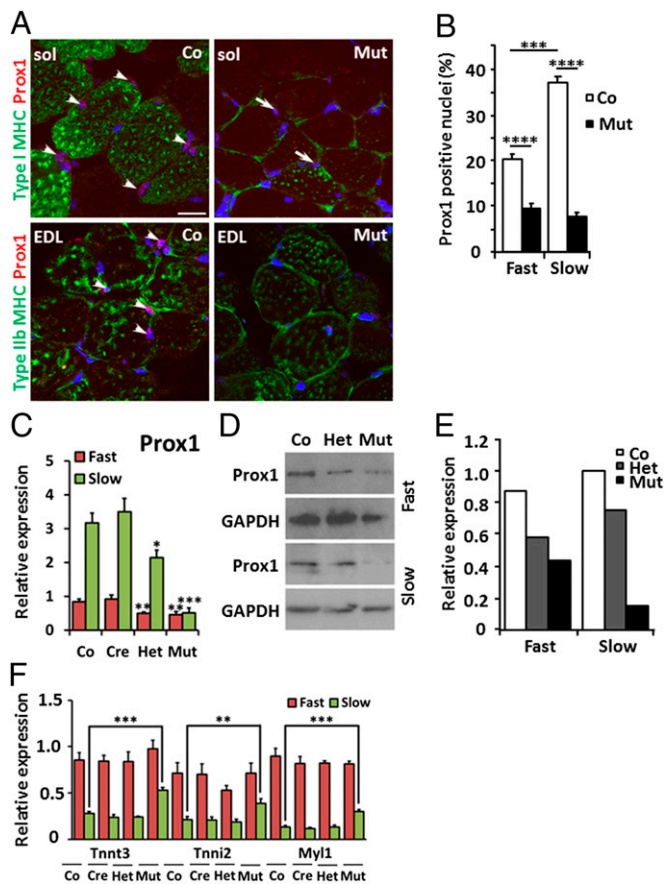 A
sol Co
sol Mut
Type I MHC Prox1
EDL Co
EDL Mut
Type IIb MHC Prox1
B
Prox1 positive nuclei (%)
40
30
20
10
0
***
****
****
Co
Mut
Fast Slow
C
Prox1
Fast
Slow
Relative expression
5
4
3
2
1
0
** * ** ***
Co Cre Het Mut
D
Co Het Mut
Prox1
GAPDH
Fast
Prox1
GAPDH
Slow
E
Relative expression
1.2
1.0
0.8
0.6
0.4
0.2
0
Co
Het
Mut
Fast Slow
F
Fast Slow
Relative expression
1.5
1.0
0.5
0
*** ** ***
Tnnt3 Tnni2 Myl1
Co Cre Het Mut Co Cre Het Mut Co Cre Het Mut